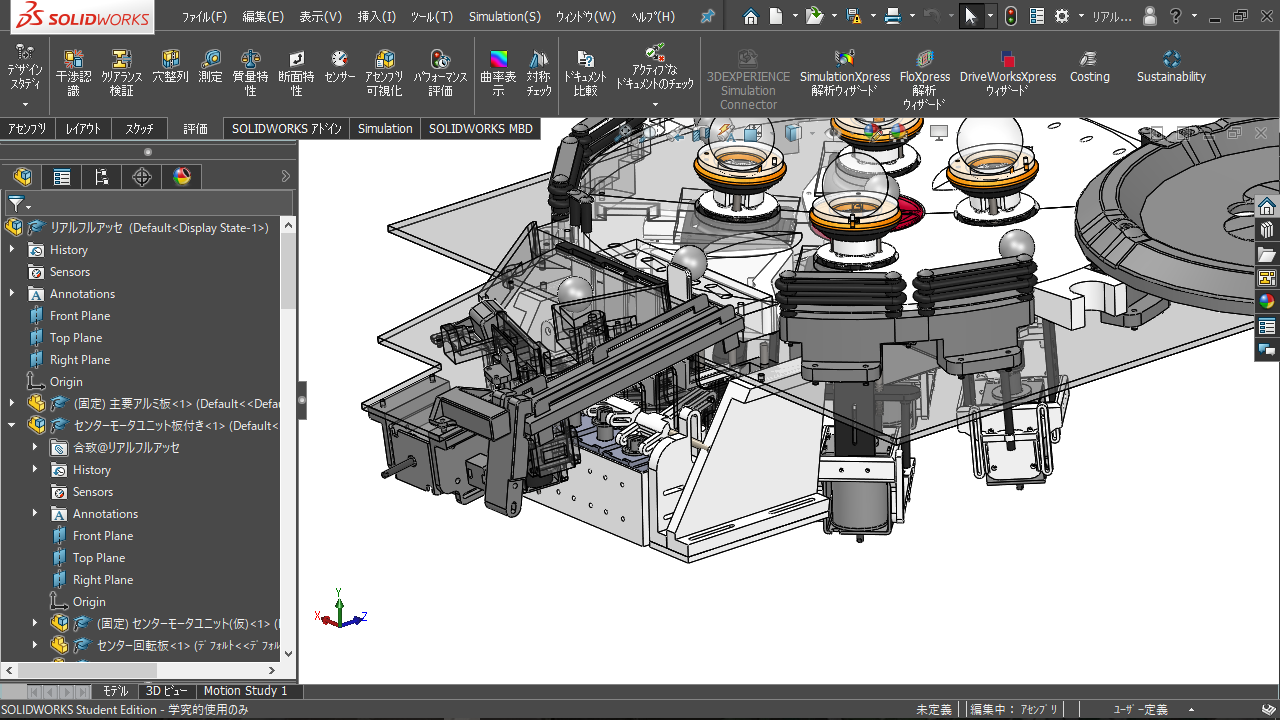 SOLIDWORKS ファイル(F) 編集(E) 表示(V) 挿入(I) ツール(T) Simulation(S) ウィンドウ(W) ヘルプ(H) リアル...
デザイン スタディ
干渉認識
クリアランス 検証
穴整列
測定
質量特性
断面特性
センサー
アセンブリ 可視化
パフォーマンス 評価
曲率表示
対称 チェック
ドキュメント 比較
アクティブな ドキュメントのチェック
3DEXPERIENCE Simulation Connector
SimulationXpress 解析ウィザード
FloXpress 解析 ウィザード
DriveWorksXpress ウィザード
Costing
Sustainability
アセンブリ レイアウト スケッチ 評価 SOLIDWORKS アドイン Simulation SOLIDWORKS MBD
リアルフルアッセ (Default<Display State-1>)
History
Sensors
Annotations
Front Plane
Top Plane
Right Plane
Origin
(固定) 主要アルミ板<1> (Default<<Defau
センターモータユニット板付き<1> (Default<
合致@リアルフルアッセ
History
Sensors
Annotations
Front Plane
Top Plane
Right Plane
Origin
(固定) センターモータユニット(仮)<1> (
センター回転板<1> (デフォルト<<デフォル
Y
X
Z
モデル 3D ビュー Motion Study 1
SOLIDWORKS Student Edition - 学究的使用のみ 未定義 編集中： アセンブリ ユーザー定義